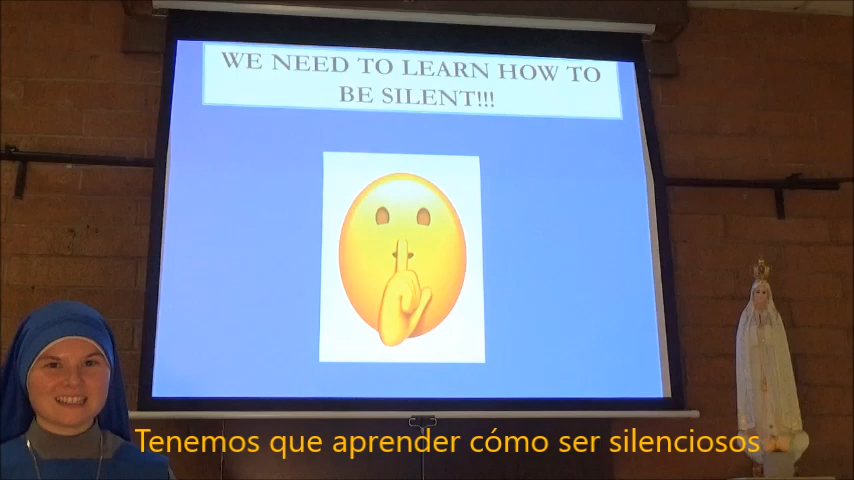 WE NEED TO LEARN HOW TO
BE SILENT!!!
Tenemos que aprender cómo ser silenciosos